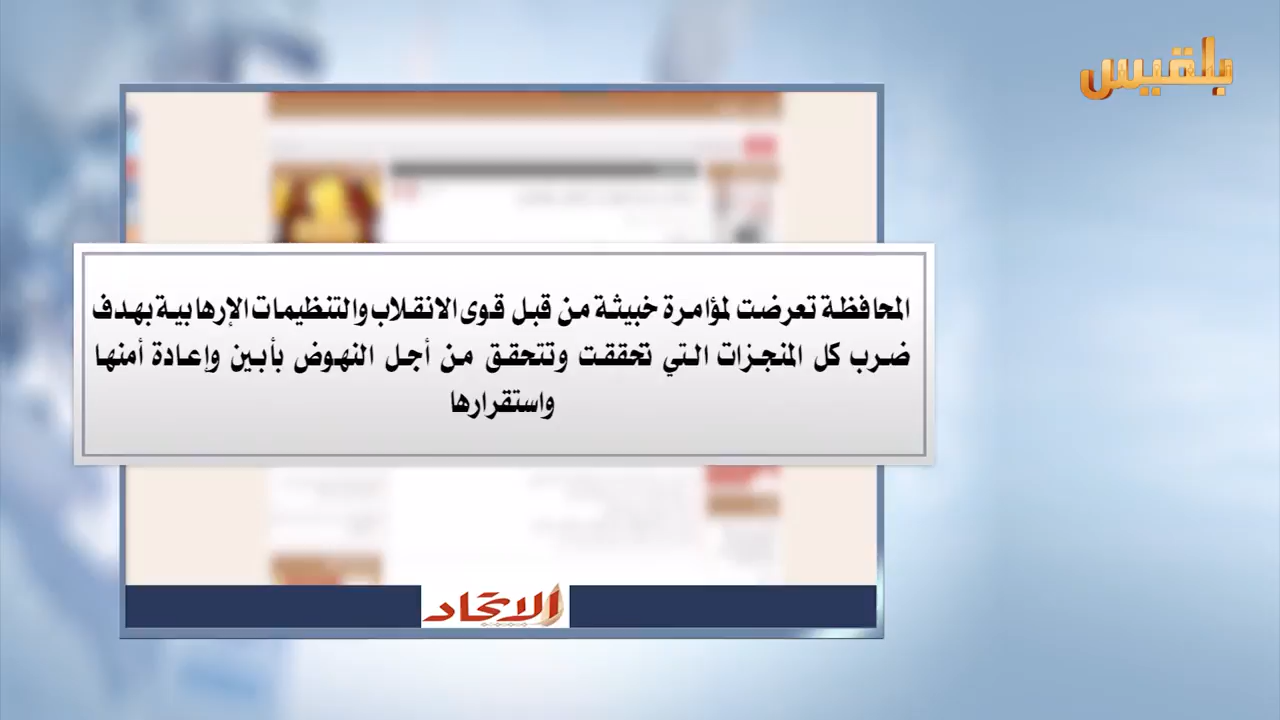 بلقيس
المحافظة تعرضت لمؤامرة خبيثة من قبل قوى الانقلاب والتنظيمات الإرهابية بهدف
ضرب كل المنجزات التي تحققت وتتحقق من أجل النهوض بأبين وإعادة أمنها
واستقرارها
الاتحاد